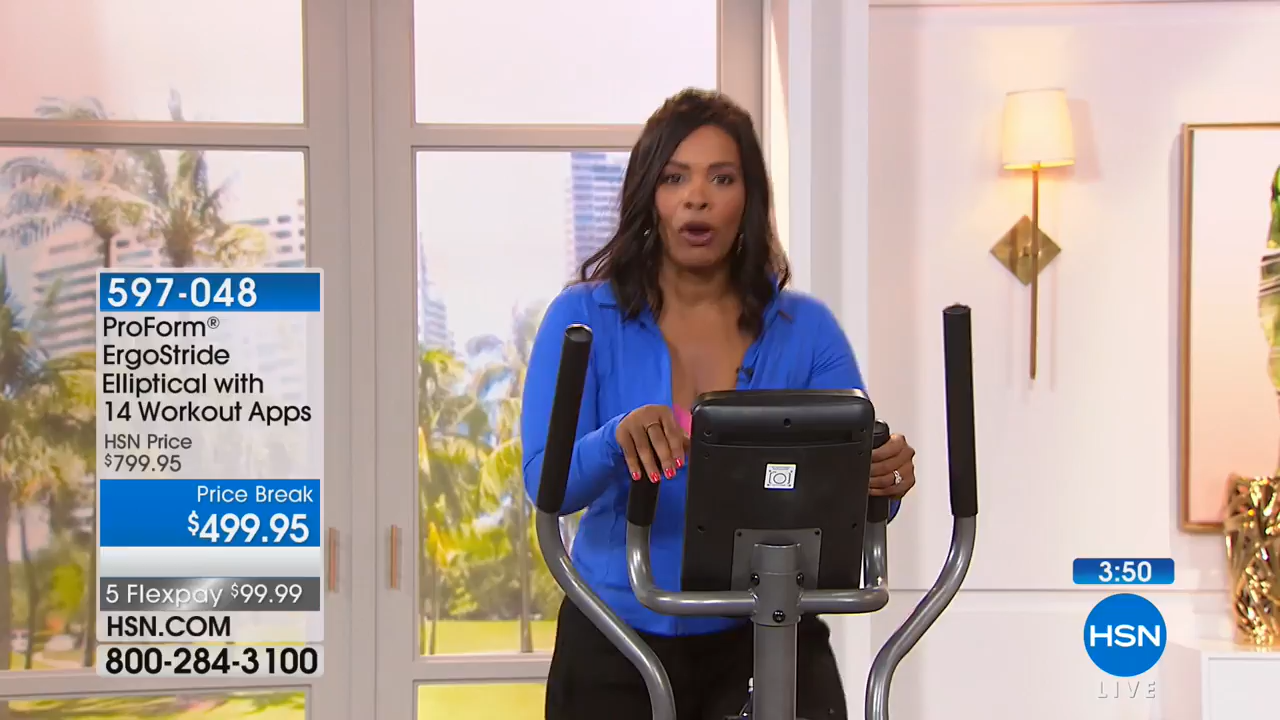 597-048
ProForm®
ErgoStride
Elliptical with
14 Workout Apps
HSN Price
$799.95
Price Break
$499.95
5 Flexpay $99.99
HSN.COM
800-284-3100
3:50
HSN
LIVE